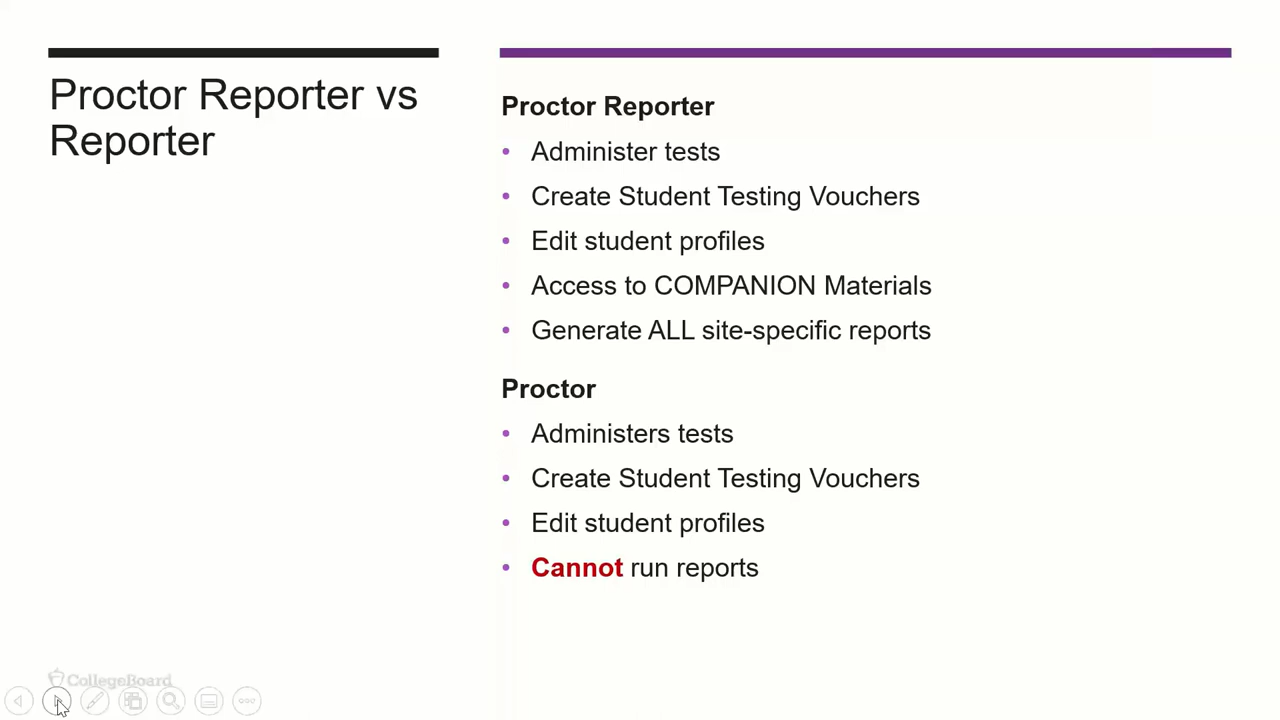 Proctor Reporter vs
Reporter
Proctor Reporter
• Administer tests
• Create Student Testing Vouchers
• Edit student profiles
• Access to COMPANION Materials
• Generate ALL site-specific reports
Proctor
• Administers tests
• Create Student Testing Vouchers
• Edit student profiles
• Cannot run reports
CollegeBoard